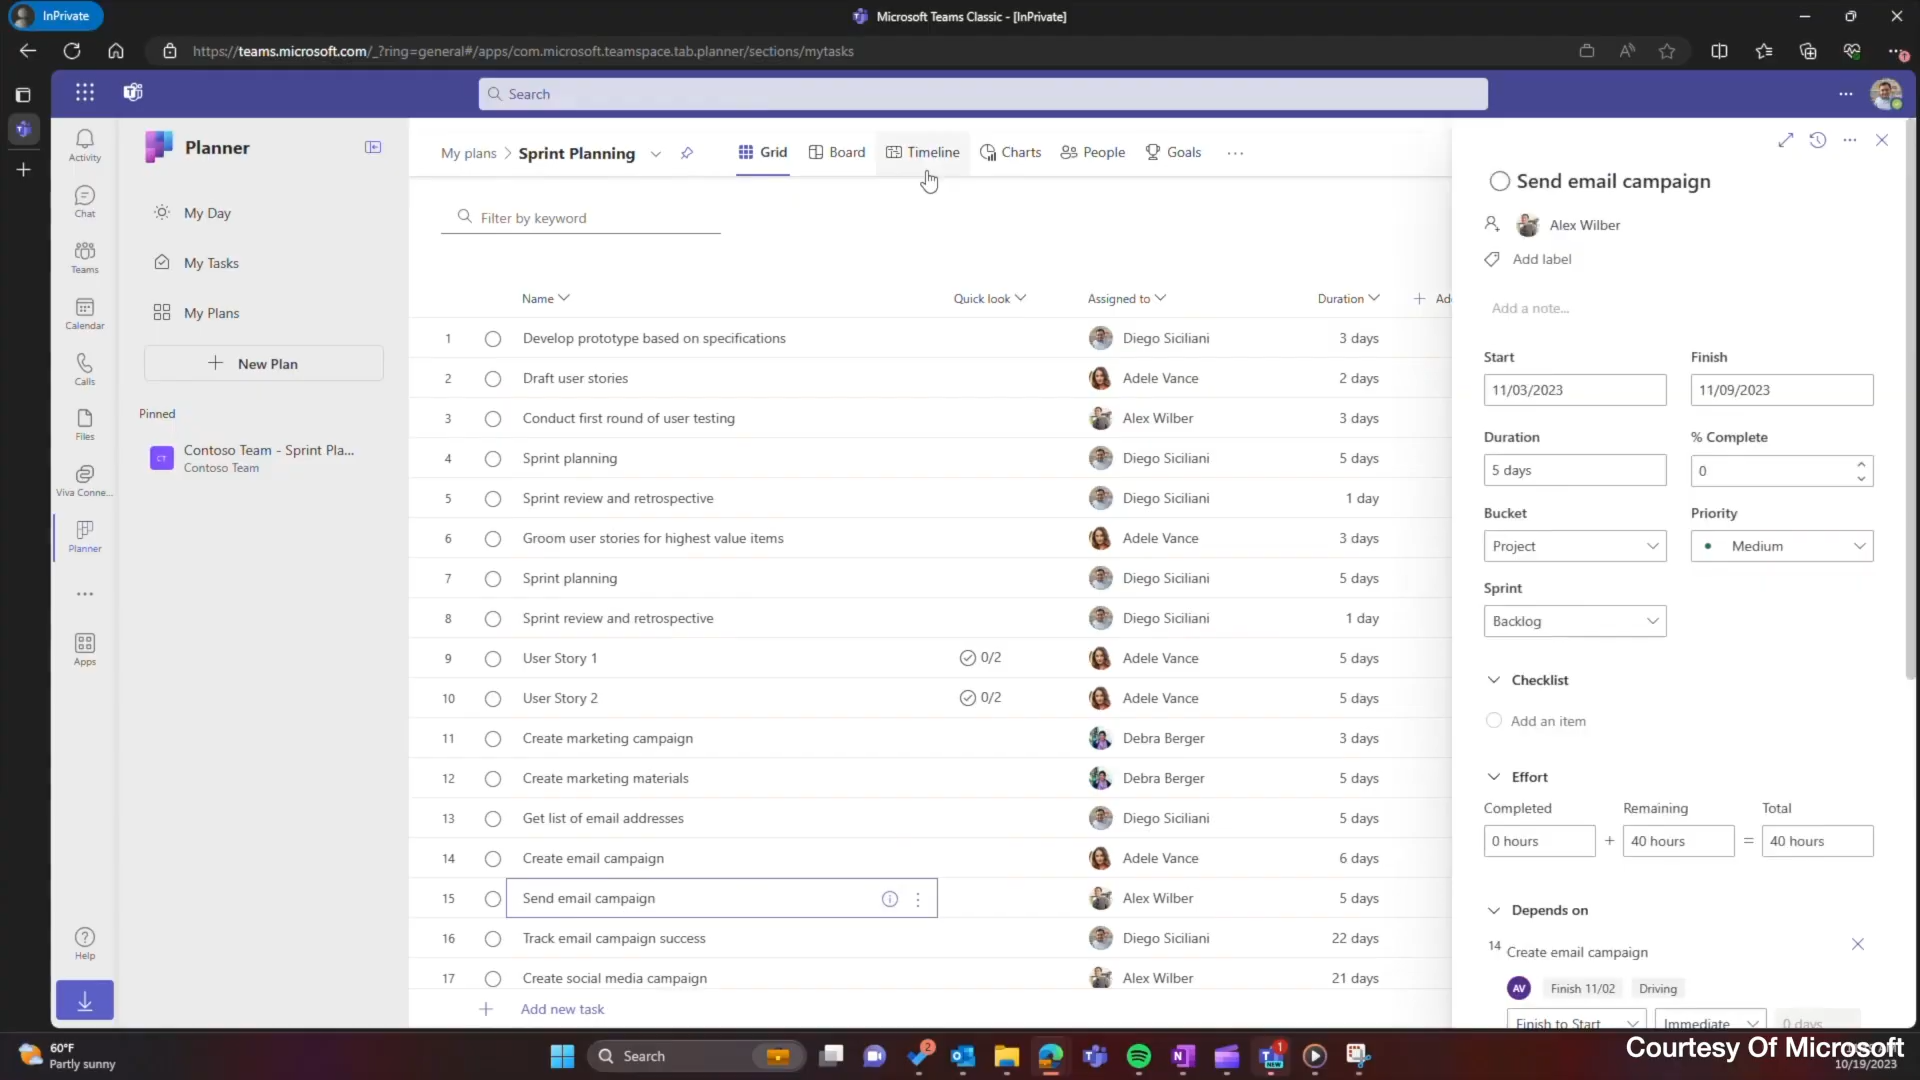 InPrivate
Microsoft Teams Classic - [InPrivate]
https://teams.microsoft.com/_?ring=general#/apps/com.microsoft.teamspace.tab.planner/sections/mytasks
Search
Activity
Chat
Teams
Calendar
Calls
Files
Viva Conne...
Planner
Apps
Help
Planner
My Day
My Tasks
My Plans
New Plan
Pinned
CT
Contoso Team - Sprint Pla...
Contoso Team
My plans > Sprint Planning
Grid
Board
Timeline
Charts
People
Goals
Filter by keyword
Name Quick look Assigned to Duration
1 Develop prototype based on specifications Diego Siciliani 3 days
2 Draft user stories Adele Vance 2 days
3 Conduct first round of user testing Alex Wilber 3 days
4 Sprint planning Diego Siciliani 5 days
5 Sprint review and retrospective Diego Siciliani 1 day
6 Groom user stories for highest value items Adele Vance 3 days
7 Sprint planning Diego Siciliani 5 days
8 Sprint review and retrospective Diego Siciliani 1 day
9 User Story 1 0/2 Adele Vance 5 days
10 User Story 2 0/2 Adele Vance 5 days
11 Create marketing campaign Debra Berger 3 days
12 Create marketing materials Debra Berger 5 days
13 Get list of email addresses Diego Siciliani 5 days
14 Create email campaign Adele Vance 6 days
15 Send email campaign Alex Wilber 5 days
16 Track email campaign success Diego Siciliani 22 days
17 Create social media campaign Alex Wilber 21 days
Add new task
Send email campaign
Alex Wilber
Add label
Add a note...
Start Finish
11/03/2023 11/09/2023
Duration % Complete
5 days 0
Bucket Priority
Project Medium
Sprint
Backlog
Checklist
Add an item
Effort
Completed Remaining Total
0 hours + 40 hours = 40 hours
Depends on
14 Create email campaign
AV Finish 11/02 Driving
Finish to Start Immediate 0 days
60°F
Partly sunny
Search
2
1
NEW
Courtesy Of Microsoft
10/19/2023